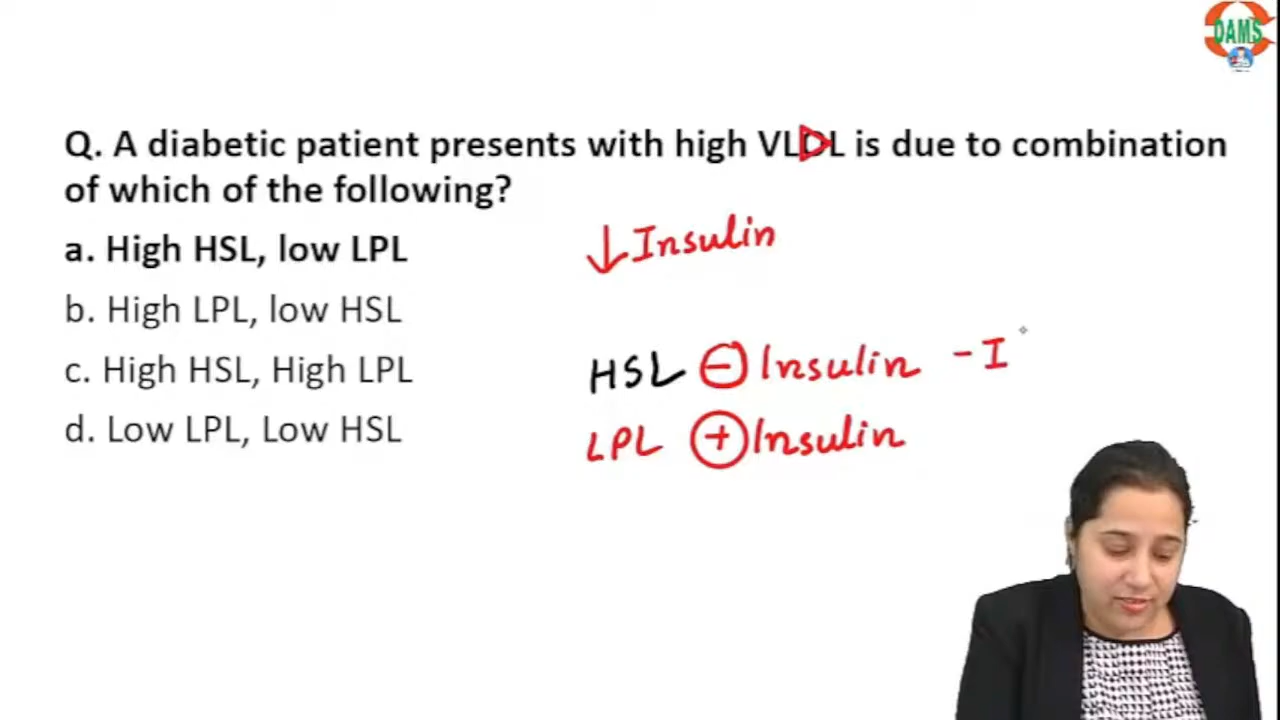 DAMS
Q. A diabetic patient presents with high VLDL is due to combination
of which of the following?
a. High HSL, low LPL
b. High LPL, low HSL
c. High HSL, High LPL
d. Low LPL, Low HSL
↓ Insulin
HSL ⊖ Insulin - I
LPL ⊕ Insulin